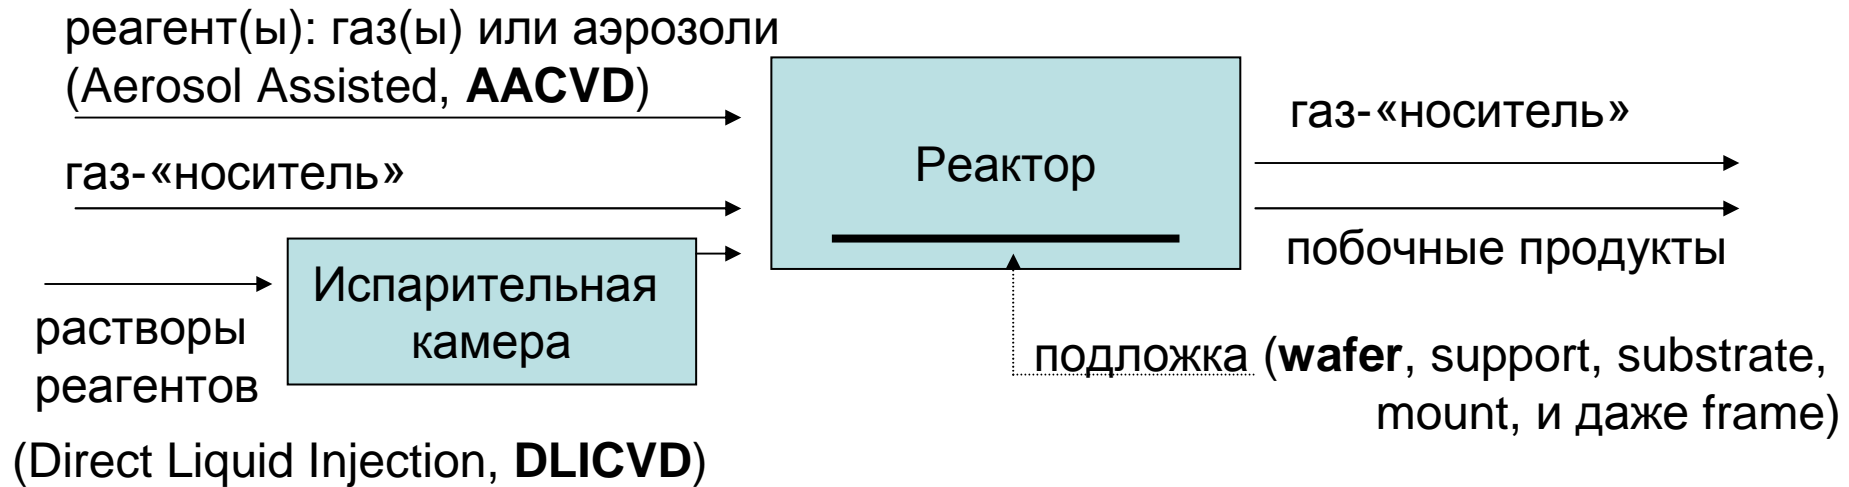 реагент(ы): газ(ы) или аэрозоли
(Aerosol Assisted, AACVD)
газ-«носитель»
Испарительная
камера
растворы
реагентов
(Direct Liquid Injection, DLICVD)
Реактор
газ-«носитель»
побочные продукты
подложка (wafer, support, substrate,
mount, и даже frame)